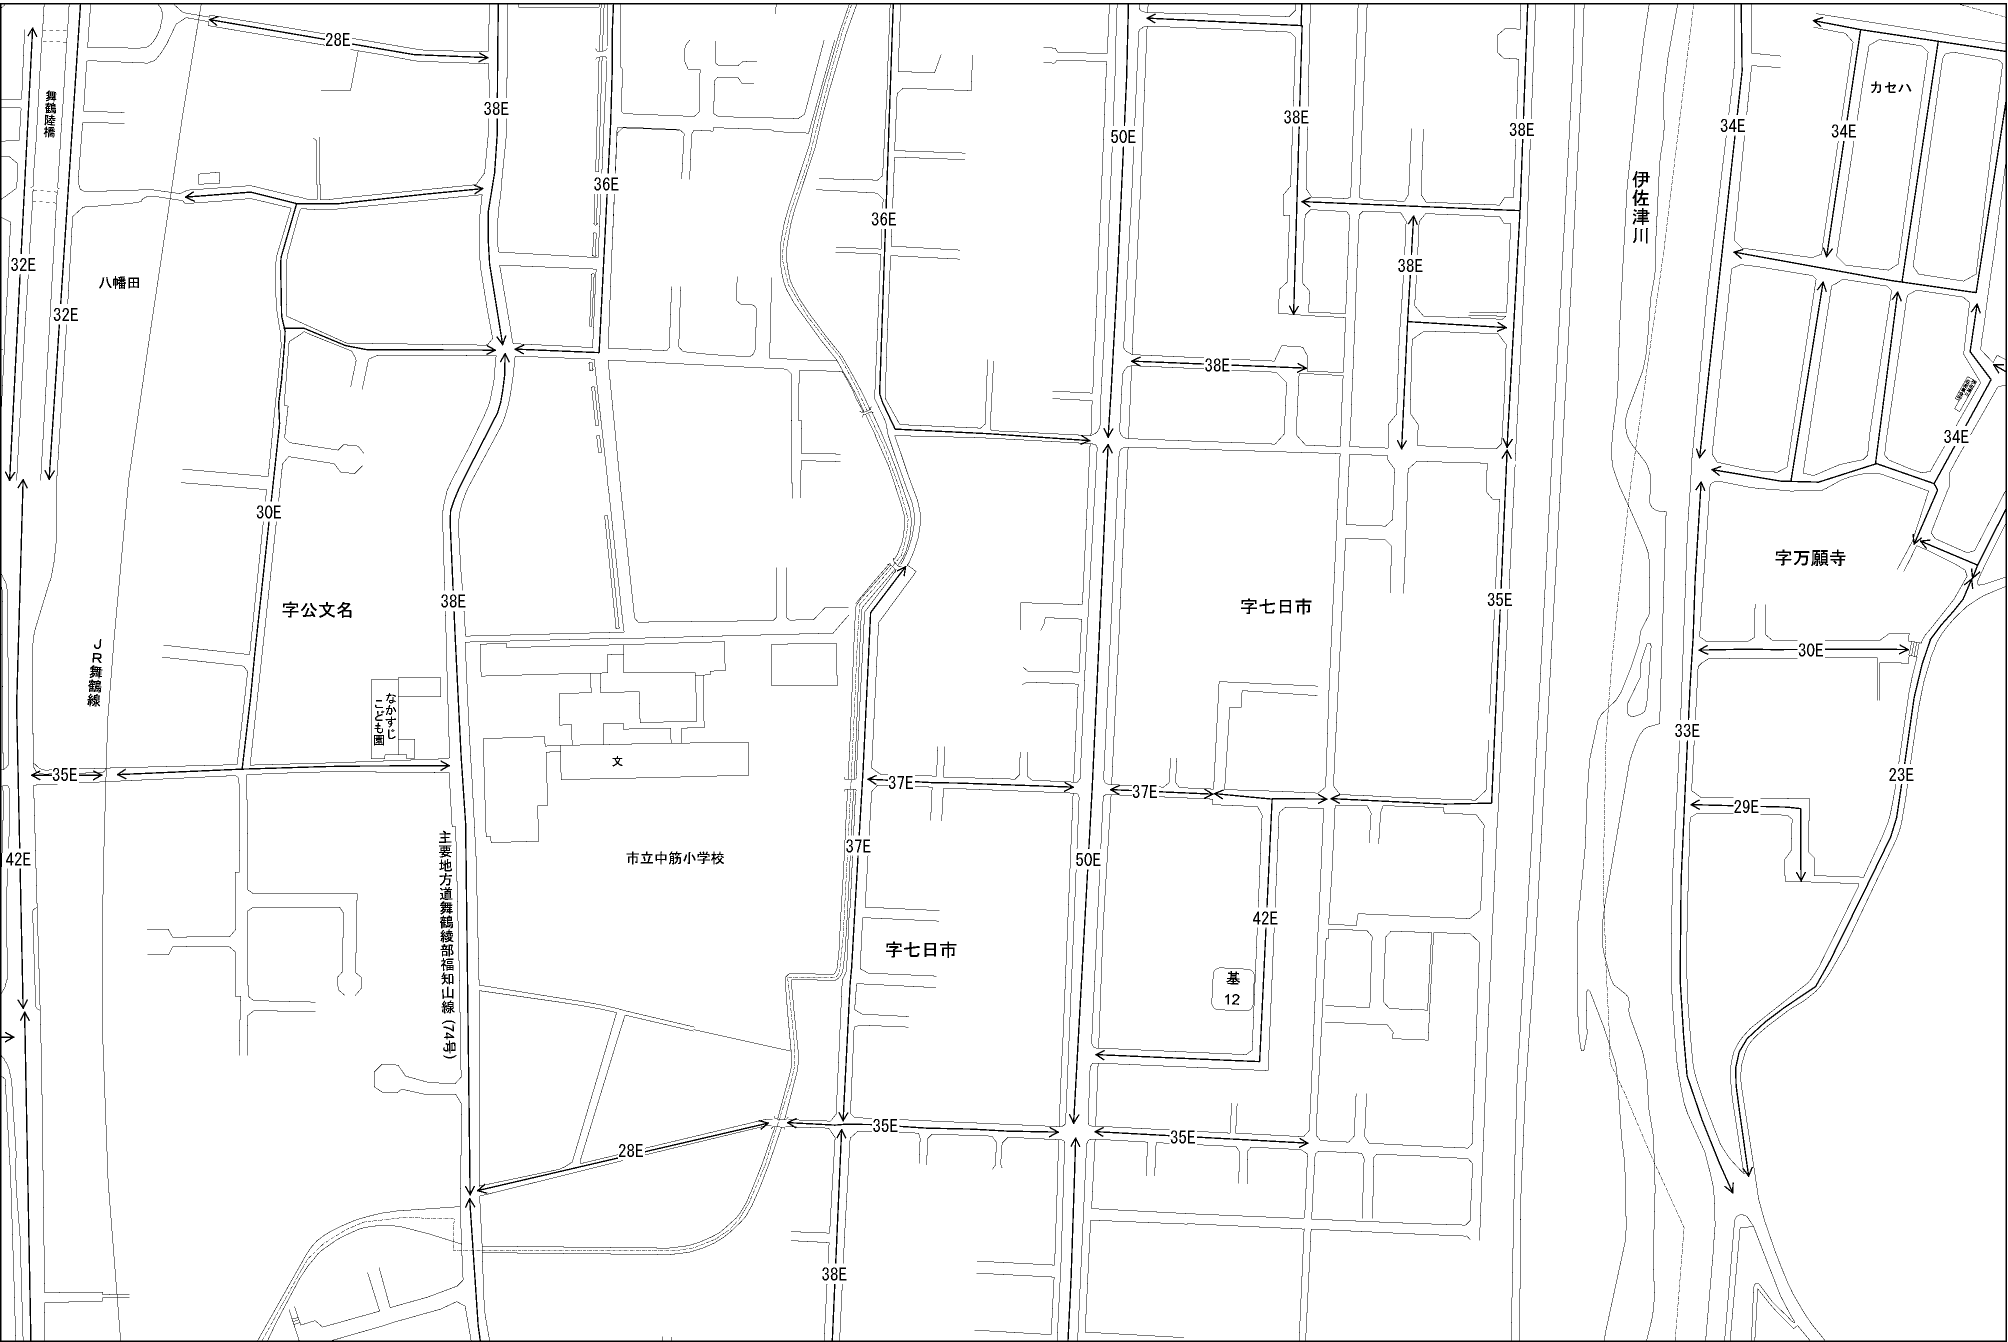 28E
舞鶴陸橋
38E
50E
38E
38E
34E
34E
カセハ
36E
36E
伊佐津川
32E
八幡田
38E
32E
38E
34E
30E
字万願寺
38E
字公文名
字七日市
35E
JR舞鶴線
30E
なかすじ
こども園
33E
文
35E
37E
37E
23E
29E
42E
主要地方道舞鶴綾部福知山線(74号)
市立中筋小学校
37E
50E
42E
字七日市
基
12
35E
35E
28E
38E